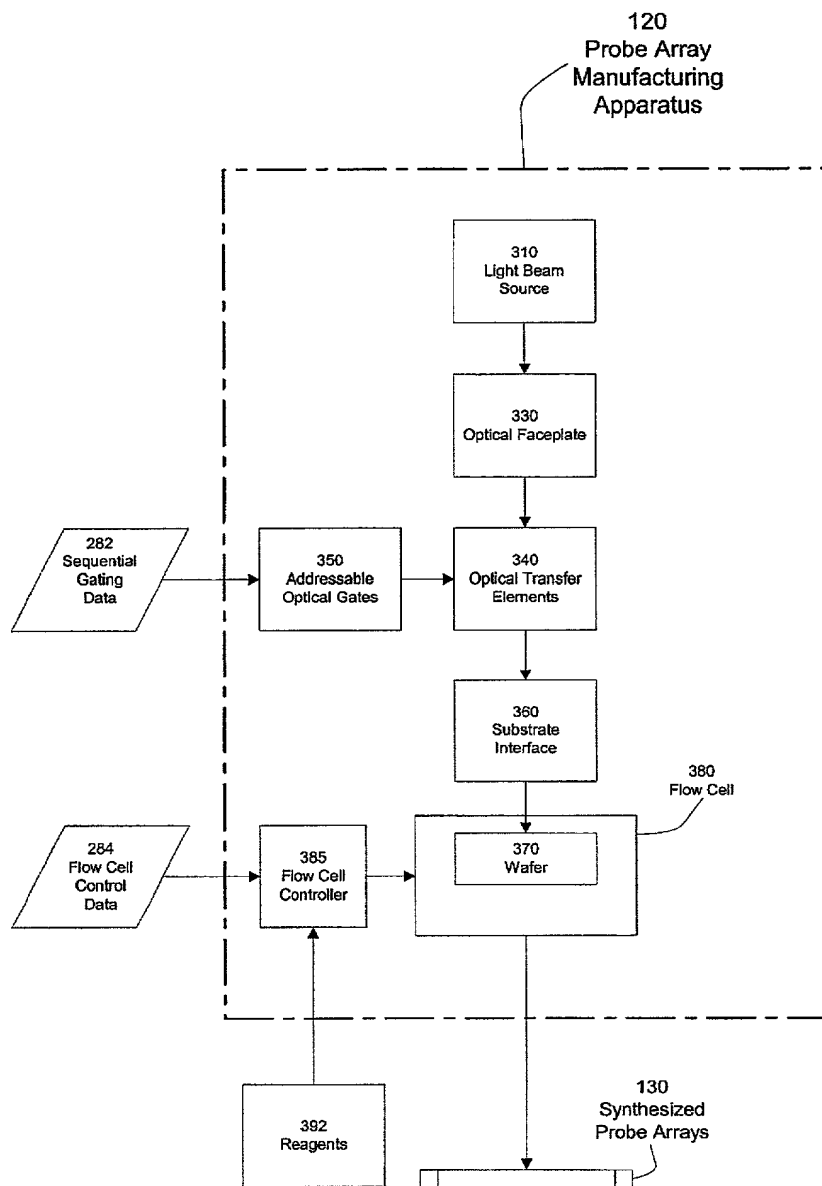 120
Probe Array
Manufacturing
Apparatus
310
Light Beam
Source
330
Optical Faceplate
282
Sequential
Gating
Data
350
Addressable
Optical Gates
340
Optical Transfer
Elements
360
Substrate
Interface
380
Flow Cell
284
Flow Cell
Control
Data
385
Flow Cell
Controller
370
Wafer
392
Reagents
130
Synthesized
Probe Arrays